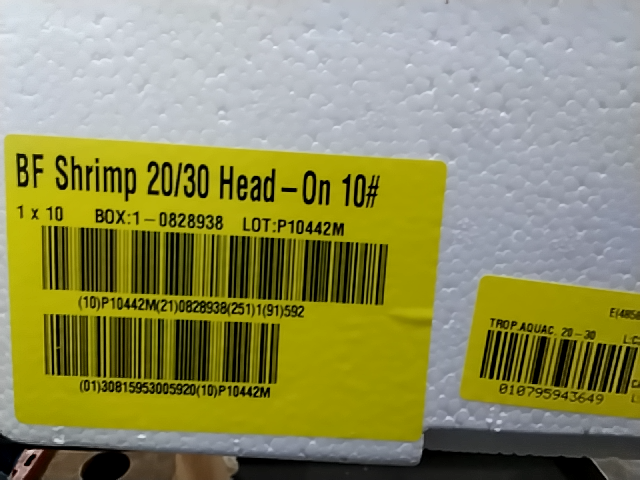 BF Shrimp 20/30 Head-On 10#
1 x 10 BOX:1-0828938 LOT:P10442M
(10)P10442M(21)0828938(251)1(91)592
(01)30815953005920(10)P10442M
TROP.AQUAC. 20-30
010795943649